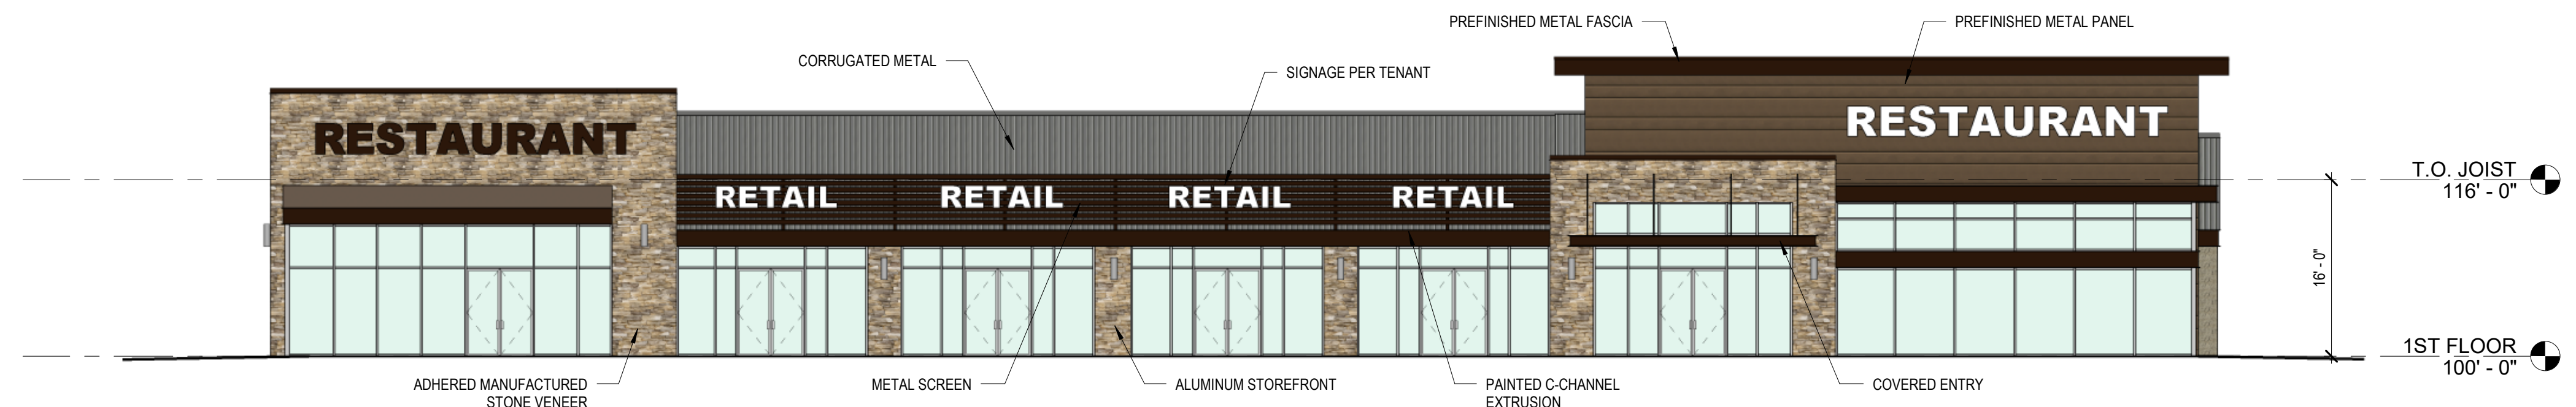 PREFINISHED METAL FASCIA
PREFINISHED METAL PANEL
CORRUGATED METAL
SIGNAGE PER TENANT
RESTAURANT
RESTAURANT
RETAIL
RETAIL
RETAIL
RETAIL
T.O. JOIST
116' - 0"
16' - 0"
1ST FLOOR
100' - 0"
ADHERED MANUFACTURED
STONE VENEER
METAL SCREEN
ALUMINUM STOREFRONT
PAINTED C-CHANNEL
EXTRUSION
COVERED ENTRY